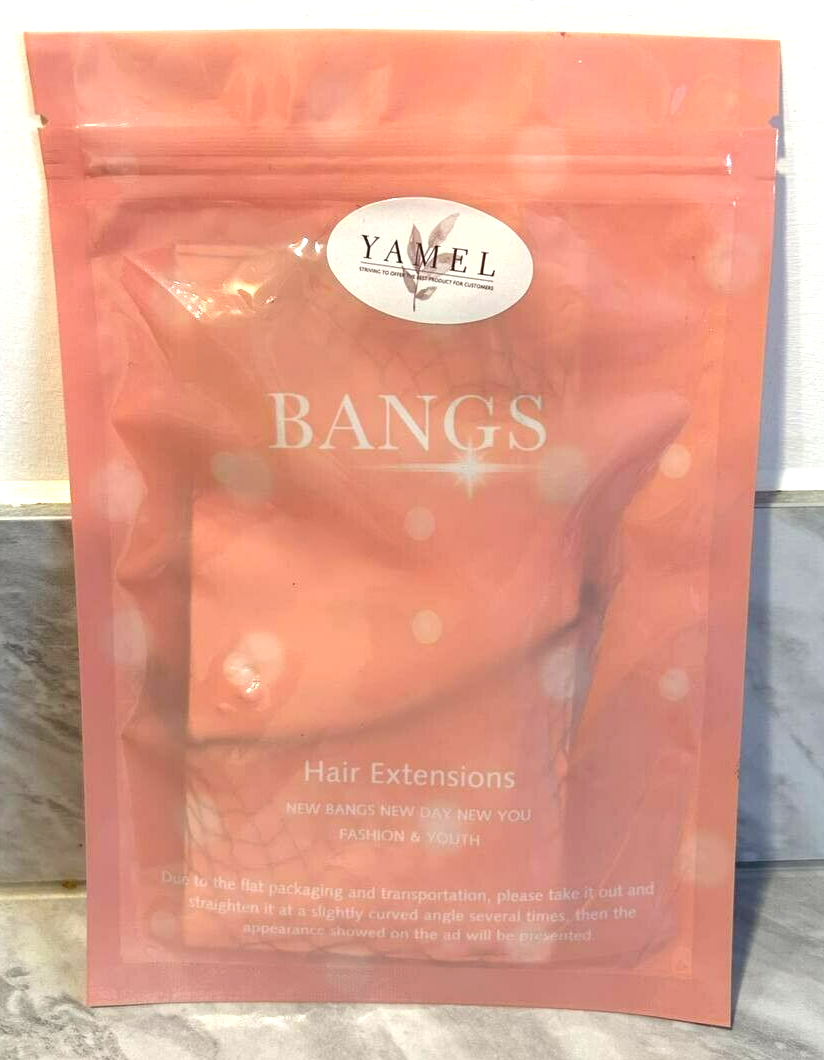 YAMEL
STRIVING TO OFFER THE BEST PRODUCT FOR CUSTOMERS
BANGS
Hair Extensions
NEW BANGS NEW DAY NEW YOU
FASHION & YOUTH
Due to the flat packaging and transportation, please take it out and
straighten it at a slightly curved angle several times, then the
appearance showed on the ad will be presented.